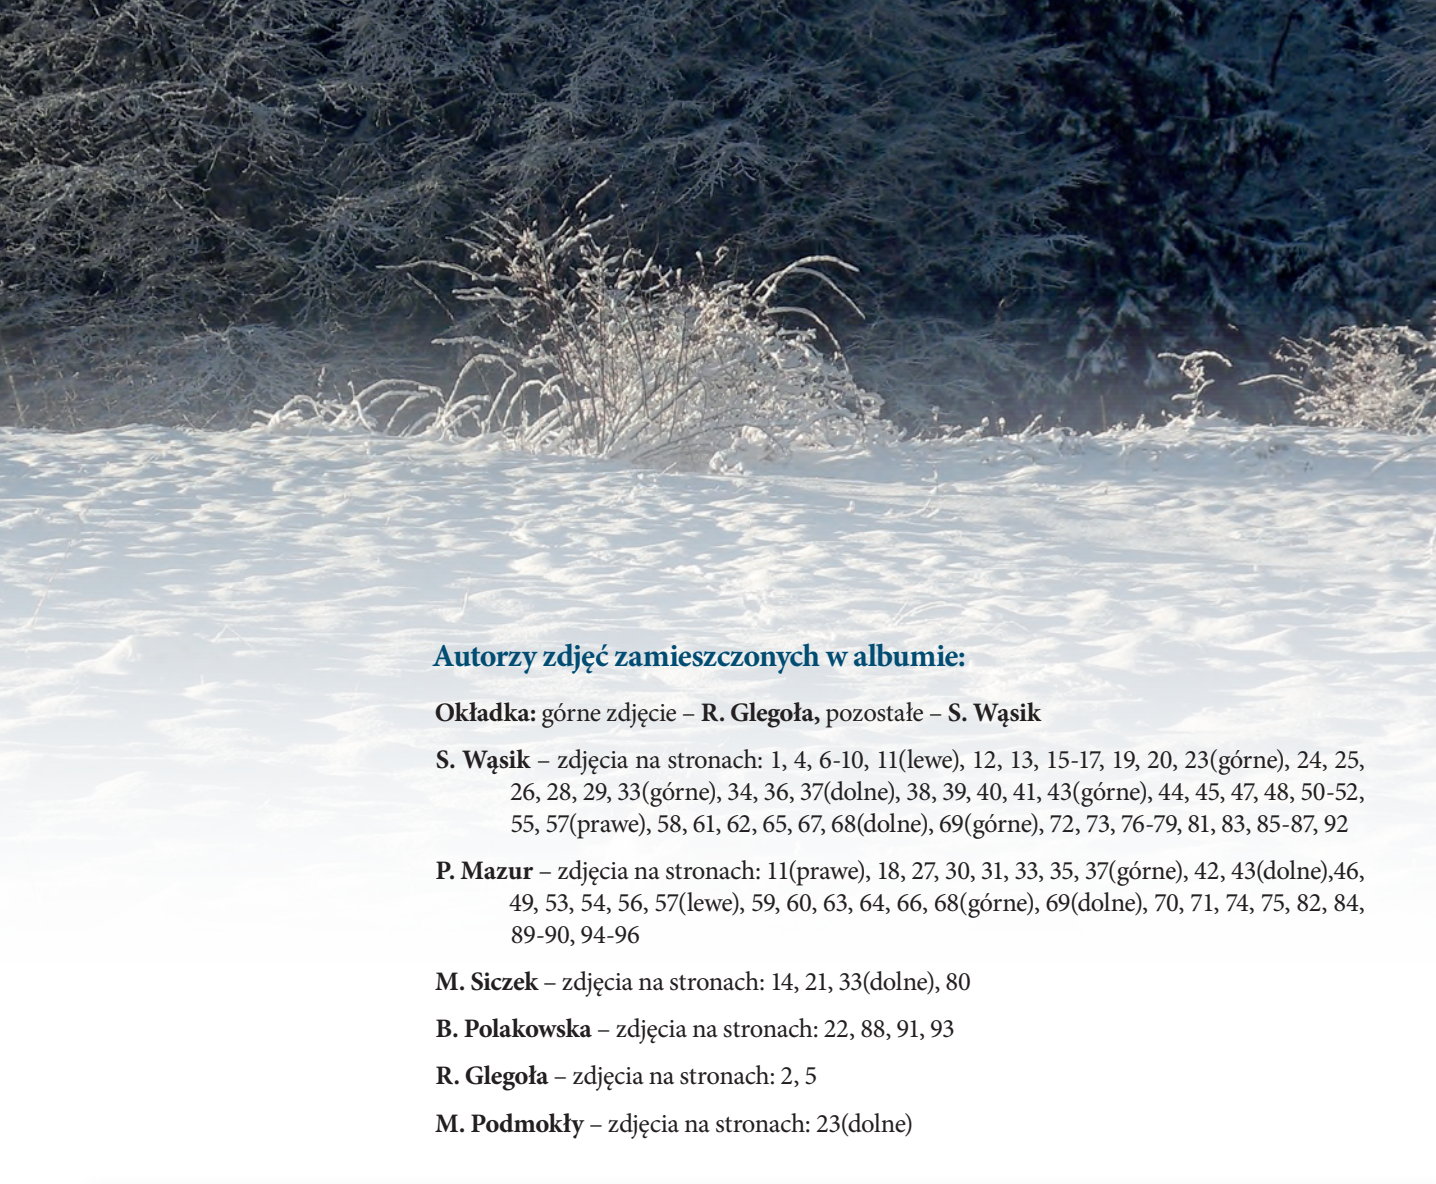 Autorzy zdjęć zamieszczonych w albumie:
Okładka: górne zdjęcie – R. Glegoła, pozostałe – S. Wąsik
S. Wąsik – zdjęcia na stronach: 1, 4, 6-10, 11(lewe), 12, 13, 15-17, 19, 20, 23(górne), 24, 25,
26, 28, 29, 33(górne), 34, 36, 37(dolne), 38, 39, 40, 41, 43(górne), 44, 45, 47, 48, 50-52,
55, 57(prawe), 58, 61, 62, 65, 67, 68(dolne), 69(górne), 72, 73, 76-79, 81, 83, 85-87, 92
P. Mazur – zdjęcia na stronach: 11(prawe), 18, 27, 30, 31, 33, 35, 37(górne), 42, 43(dolne),46,
49, 53, 54, 56, 57(lewe), 59, 60, 63, 64, 66, 68(górne), 69(dolne), 70, 71, 74, 75, 82, 84,
89-90, 94-96
M. Siczek – zdjęcia na stronach: 14, 21, 33(dolne), 80
B. Polakowska – zdjęcia na stronach: 22, 88, 91, 93
R. Glegoła – zdjęcia na stronach: 2, 5
M. Podmokły – zdjęcia na stronach: 23(dolne)